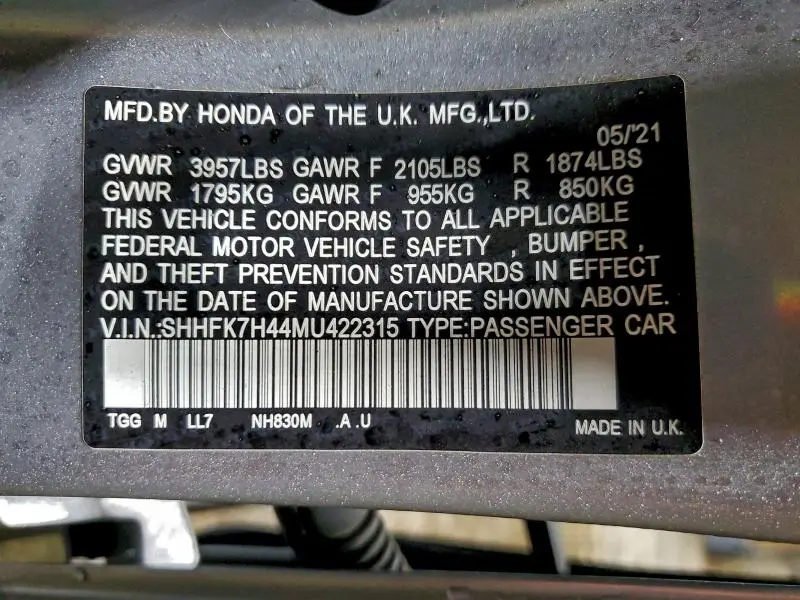 MFD.BY HONDA OF THE U.K. MFG.,LTD.
05/'21
GVWR 3957LBS GAWR F 2105LBS R 1874LBS
GVWR 1795KG GAWR F 955KG R 850KG
THIS VEHICLE CONFORMS TO ALL APPLICABLE
FEDERAL MOTOR VEHICLE SAFETY , BUMPER ,
AND THEFT PREVENTION STANDARDS IN EFFECT
ON THE DATE OF MANUFACTURE SHOWN ABOVE.
V.I.N.:SHHFK7H44MU422315 TYPE:PASSENGER CAR
TGG M LL7 NH830M .A .U
MADE IN U.K.